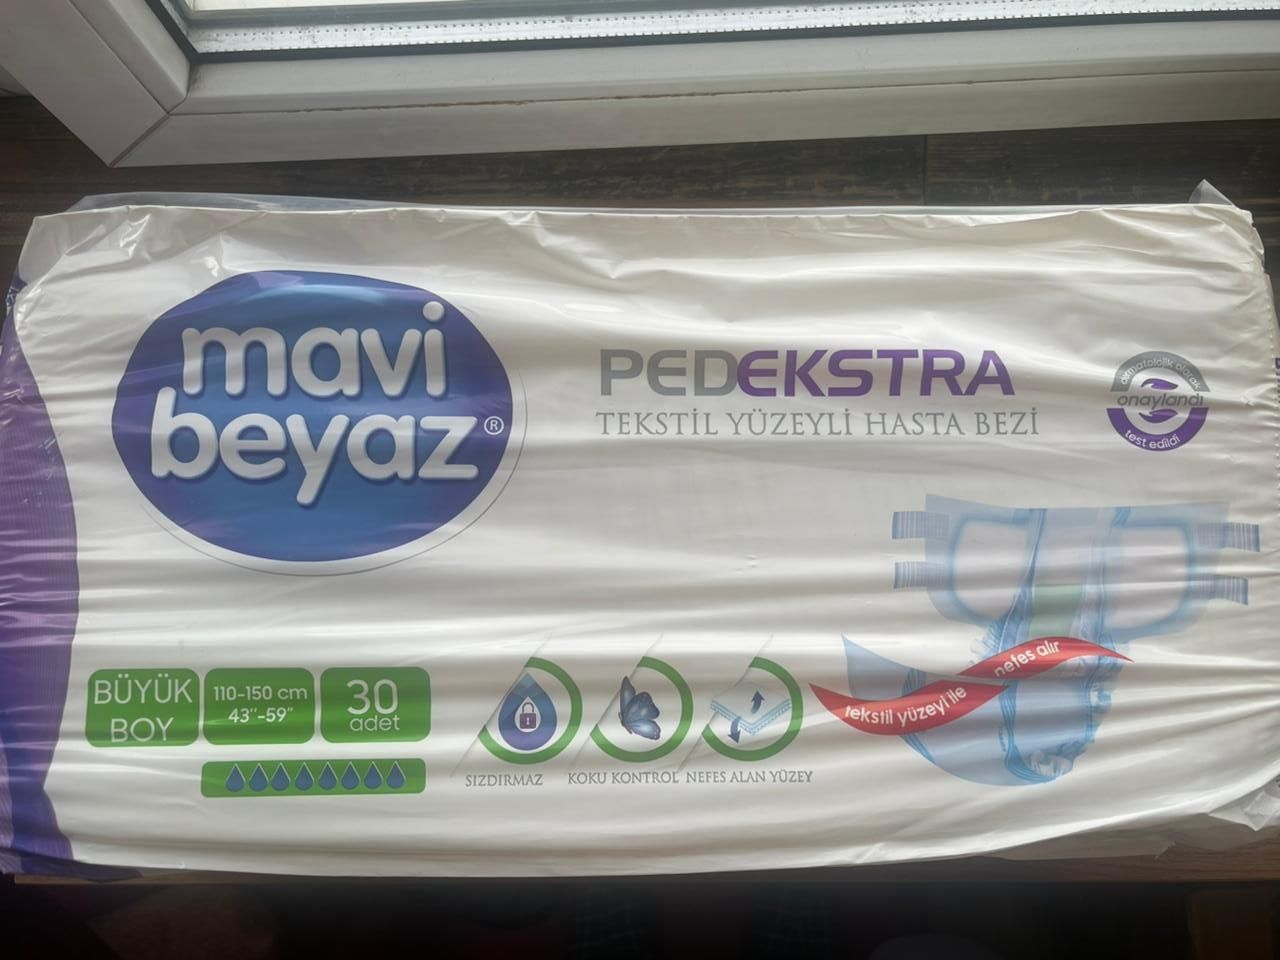 mavi
beyaz®
PEDEKSTRA
TEKSTİL YÜZEYLİ HASTA BEZİ
dermatolojik olarak
onaylandı
test edildi
nefes alır
tekstil yüzeyi ile
BÜYÜK
BOY
110-150 cm
43"-59"
30
adet
SIZDIRMAZ
KOKU KONTROL
NEFES ALAN YÜZEY